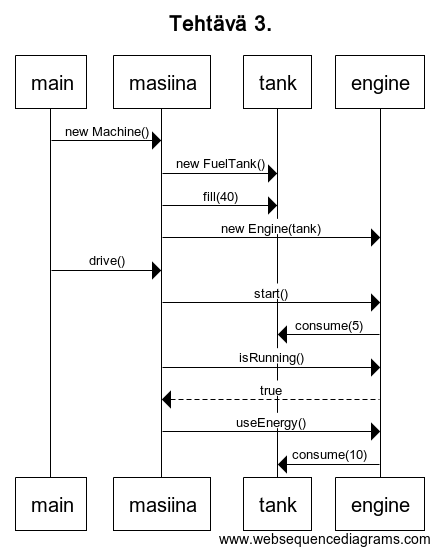 Tehtävä 3.
main masiina tank engine
new Machine()
new FuelTank()
fill(40)
new Engine(tank)
drive()
start()
consume(5)
isRunning()
true
useEnergy()
consume(10)
main masiina tank engine
www.websequencediagrams.com